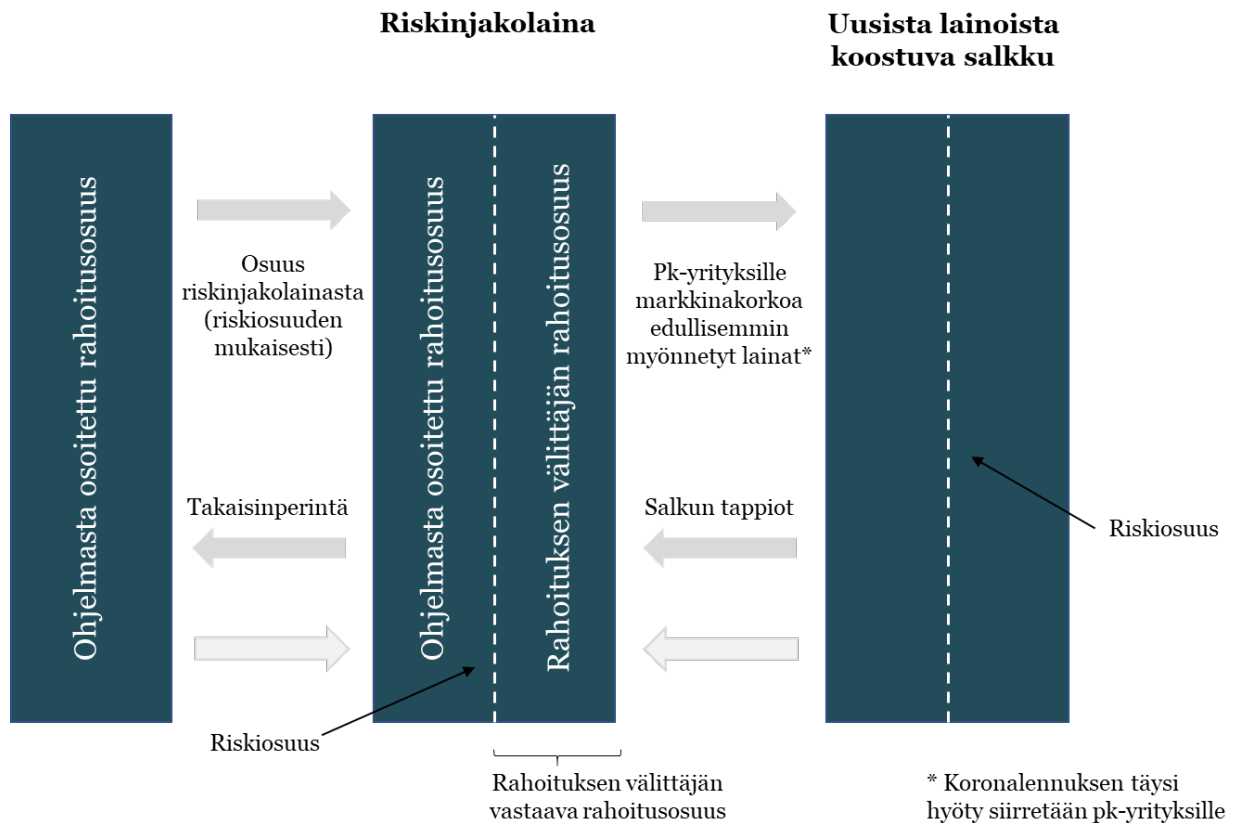 Riskinjakolaina
Uusista lainoista
koostuva salkku
Ohjelmasta osoitettu rahoitusosuus
Osuus
riskinjakolainasta
(riskiosuuden
mukaisesti)
Takaisinperintä
Ohjelmasta osoitettu rahoitusosuus
Rahoituksen välittäjän rahoitusosuus
Pk-yrityksille
markkinakorkoa
edullisemmin
myönnetyt lainat*
Salkun tappiot
Riskiosuus
Riskiosuus
Rahoituksen välittäjän
vastaava rahoitusosuus
* Koronalennuksen täysi
hyöty siirretään pk-yrityksille